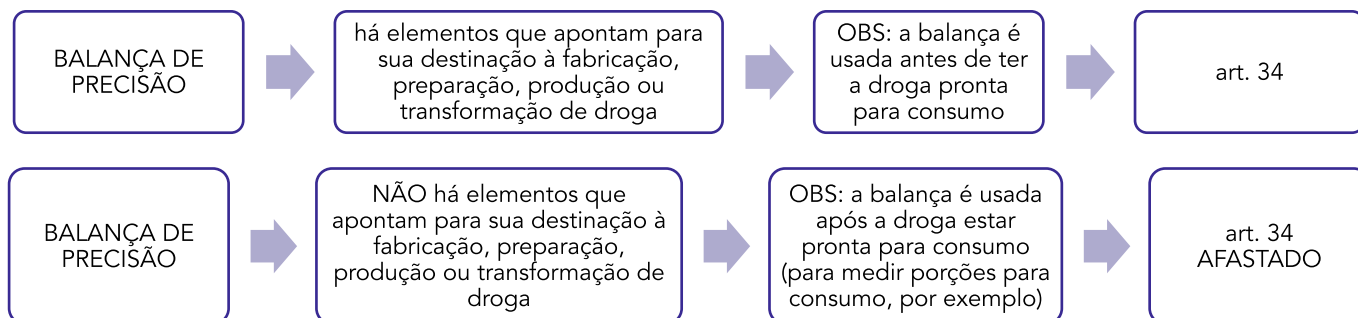 BALANÇA DE
PRECISÃO
há elementos que apontam para
sua destinação à fabricação,
preparação, produção ou
transformação de droga
OBS: a balança é
usada antes de ter
a droga pronta
para consumo
art. 34
BALANÇA DE
PRECISÃO
NÃO há elementos que
apontam para sua destinação à
fabricação, preparação,
produção ou transformação de
droga
OBS: a balança é usada
após a droga estar
pronta para consumo
(para medir porções para
consumo, por exemplo)
art. 34
AFASTADO